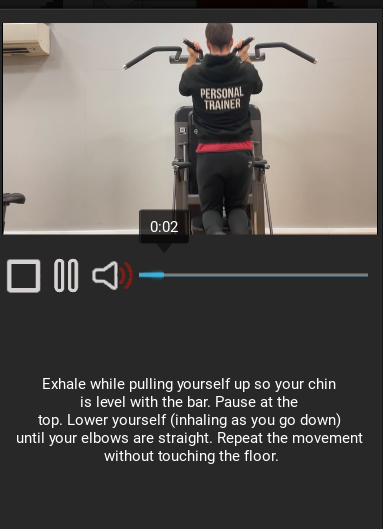 PERSONAL
TRAINER
0:02
Exhale while pulling yourself up so your chin
is level with the bar. Pause at the
top. Lower yourself (inhaling as you go down)
until your elbows are straight. Repeat the movement
without touching the floor.